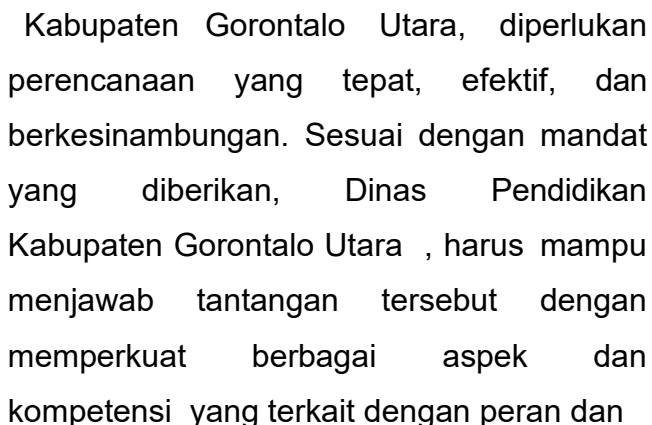 Kabupaten Gorontalo Utara, diperlukan
perencanaan yang tepat, efektif, dan
berkesinambungan. Sesuai dengan mandat
yang diberikan, Dinas Pendidikan
Kabupaten Gorontalo Utara , harus mampu
menjawab tantangan tersebut dengan
memperkuat berbagai aspek dan
kompetensi yang terkait dengan peran dan